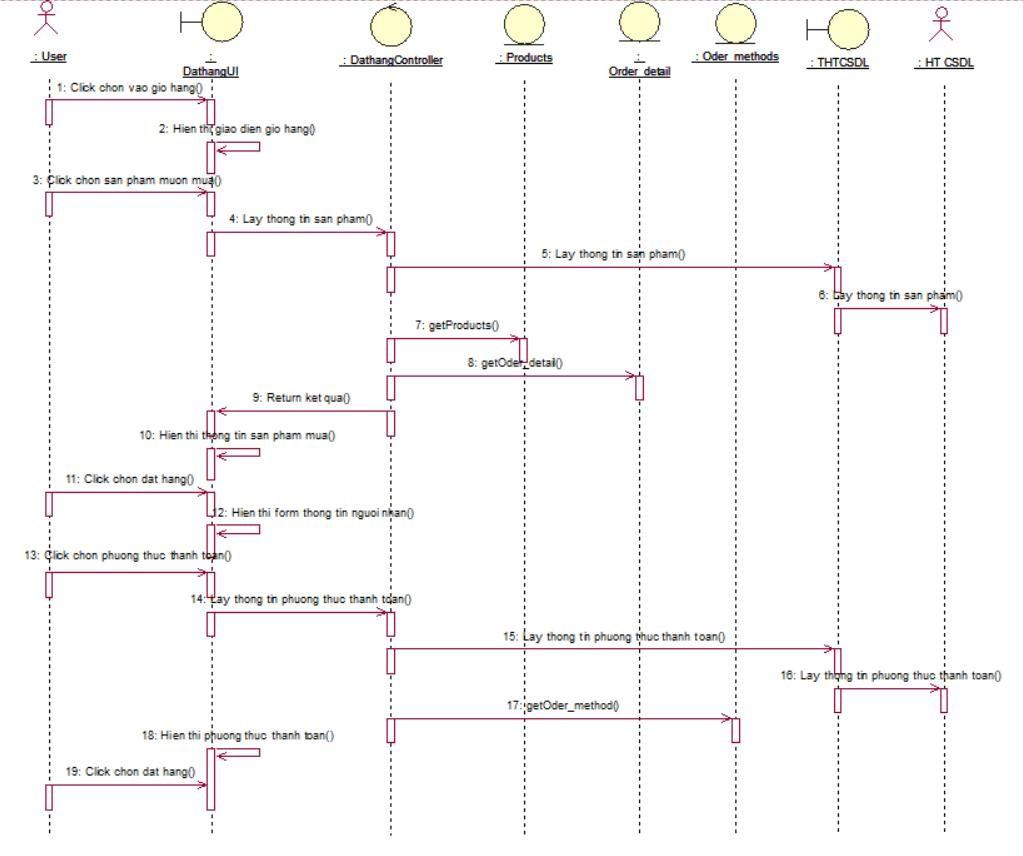 : User
:
DathangUI
: DathangController
: Products
:
Order_detail
: Oder_methods
: THTCSDL
: HT CSDL
1: Click chon vao gio hang()
2: Hien thi giao dien gio hang()
3: Click chon san pham muon mua()
4: Lay thong tin san pham()
5: Lay thong tin san pham()
6: Lay thong tin san pham()
7: getProducts()
8: getOder_detail()
9: Return ket qua()
10: Hien thi thong tin san pham mua()
11: Click chon dat hang()
12: Hien thi form thong tin nguoi nhan()
13: Click chon phuong thuc thanh toan()
14: Lay thong tin phuong thuc thanh toan()
15: Lay thong tin phuong thuc thanh toan()
16: Lay thong tin phuong thuc thanh toan()
17: getOder_method()
18: Hien thi phuong thuc thanh toan()
19: Click chon dat hang()